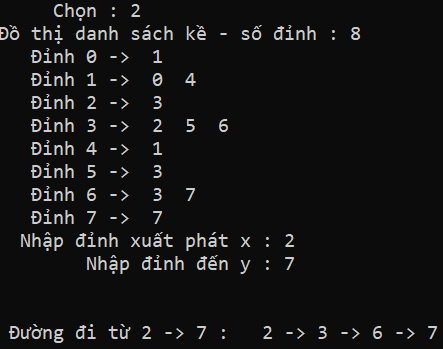 Chọn : 2
Đồ thị danh sách kề - số đỉnh : 8
Đỉnh 0 -> 1
Đỉnh 1 -> 0 4
Đỉnh 2 -> 3
Đỉnh 3 -> 2 5 6
Đỉnh 4 -> 1
Đỉnh 5 -> 3
Đỉnh 6 -> 3 7
Đỉnh 7 -> 7
Nhập đỉnh xuất phát x : 2
Nhập đỉnh đến y : 7
Đường đi từ 2 -> 7 : 2 -> 3 -> 6 -> 7